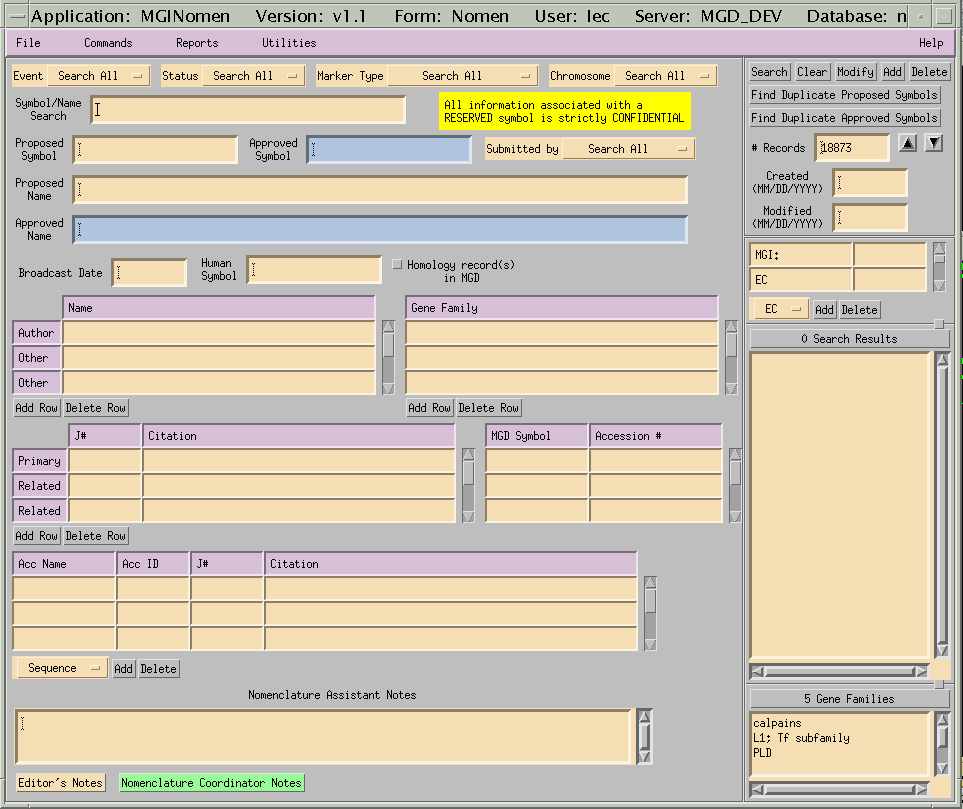 Application: MGINomen Version: v1.1 Form: Nomen User: lec Server: MGD_DEV Database: n
File Commands Reports Utilities Help
Event Search All Status Search All Marker Type Search All Chromosome Search All
Search Clear Modify Add Delete
Symbol/Name
Search
All information associated with a
RESERVED symbol is strictly CONFIDENTIAL
Find Duplicate Proposed Symbols
Find Duplicate Approved Symbols
Proposed
Symbol
Approved
Symbol
Submitted by Search All
# Records 18873
Proposed
Name
Created
(MM/DD/YYYY)
Approved
Name
Modified
(MM/DD/YYYY)
Broadcast Date
Human
Symbol
Homology record(s)
in MGD
MGI:
EC
EC Add Delete
Name
Author
Other
Other
Gene Family
0 Search Results
Add Row Delete Row
Add Row Delete Row
J# Citation
Primary
Related
Related
MGD Symbol Accession #
Add Row Delete Row
Acc Name Acc ID J# Citation
Sequence Add Delete
Nomenclature Assistant Notes
Editor's Notes Nomenclature Coordinator Notes
5 Gene Families
calpains
L1; Tf subfamily
PLD